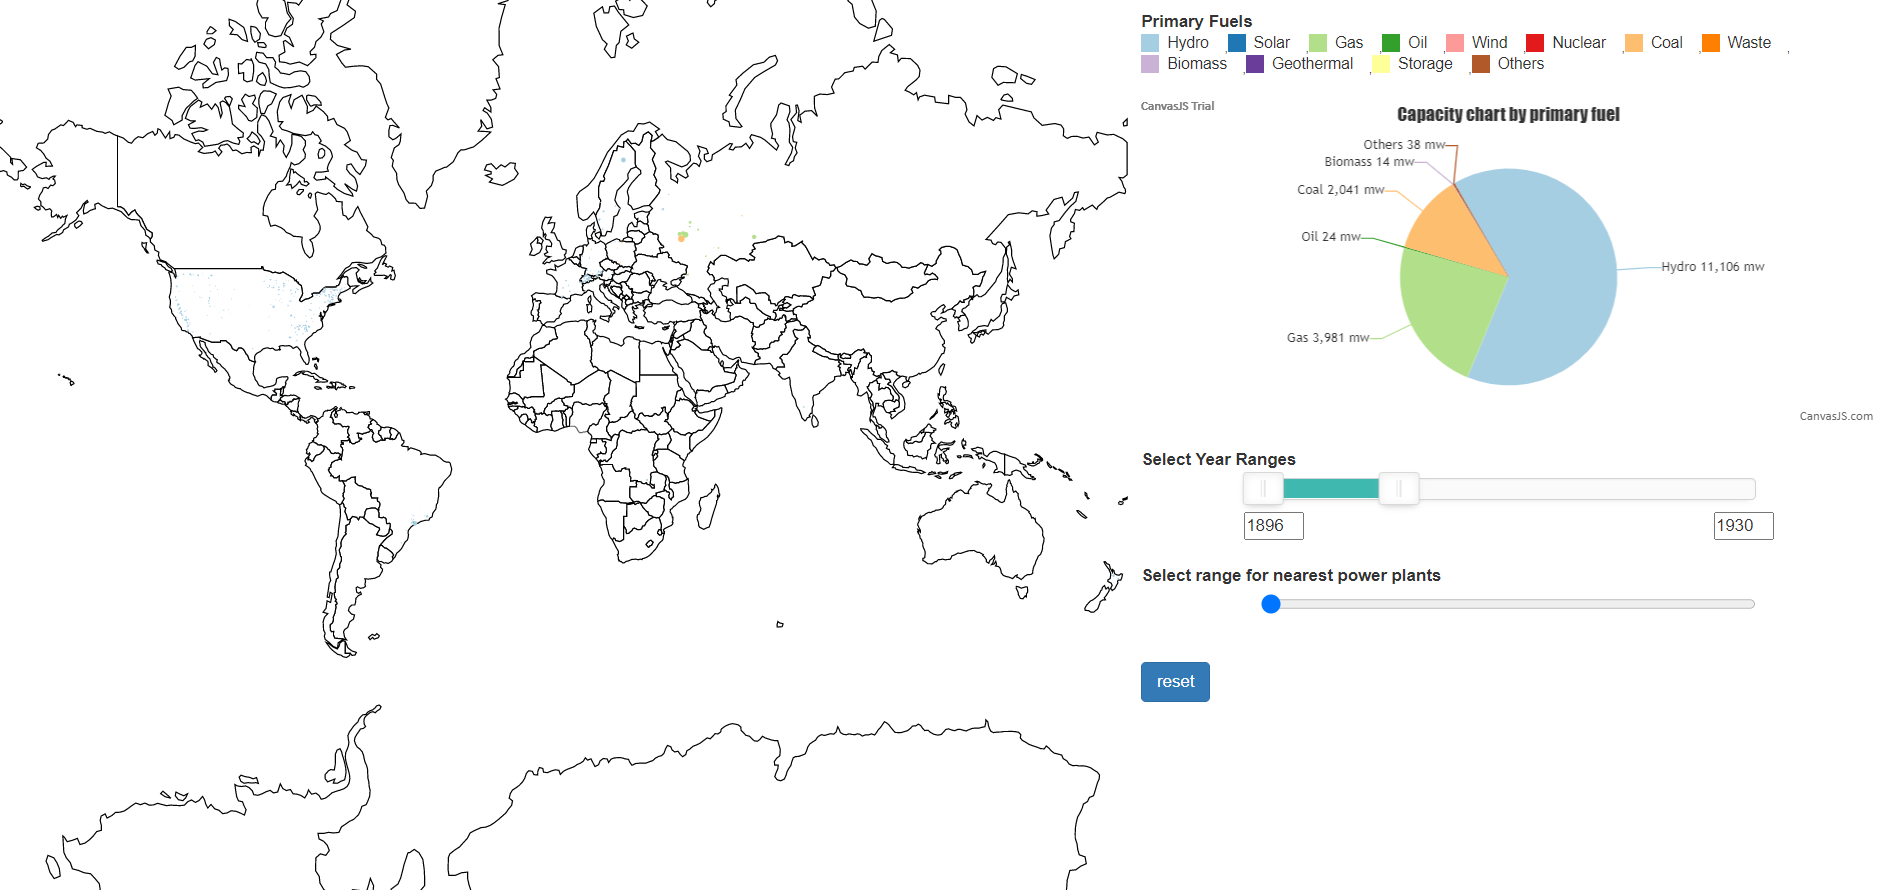 Primary Fuels
Hydro , Solar , Gas , Oil , Wind , Nuclear , Coal , Waste ,
Biomass , Geothermal , Storage , Others
CanvasJS Trial
Capacity chart by primary fuel
Others 38 mw
Biomass 14 mw
Coal 2,041 mw
Oil 24 mw
Hydro 11,106 mw
Gas 3,981 mw
CanvasJS.com
Select Year Ranges
1896 1930
Select range for nearest power plants
reset